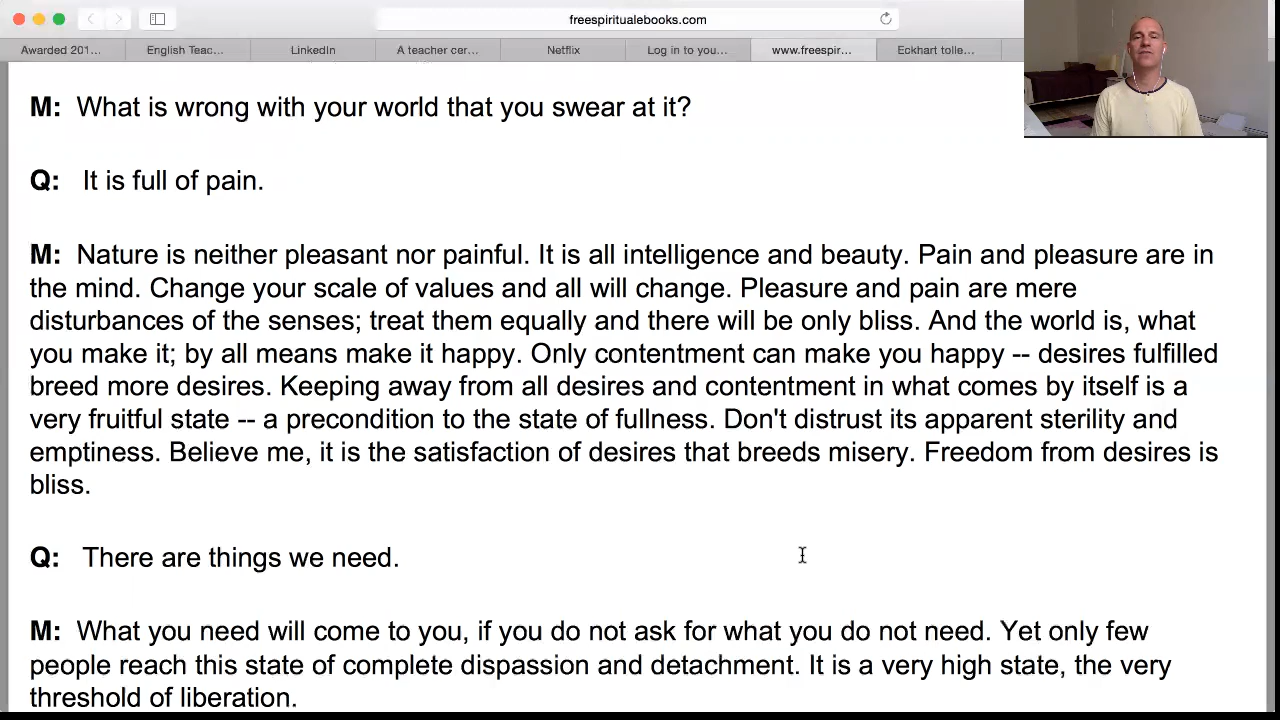 freespiritualebooks.com
Awarded 201...
English Teac...
LinkedIn
A teacher er...
Netflix
Log in to you...
www.freespir...
Eckhart tolle...
M: What is wrong with your world that you swear at it?
Q: It is full of pain.
M: Nature is neither pleasant nor painful. It is all intelligence and beauty. Pain and pleasure are in
the mind. Change your scale of values and all will change. Pleasure and pain are mere
disturbances of the senses; treat them equally and there will be only bliss. And the world is, what
you make it; by all means make it happy. Only contentment can make you happy -- desires fulfilled
breed more desires. Keeping away from all desires and contentment in what comes by itself is a
very fruitful state -- a precondition to the state of fullness. Don't distrust its apparent sterility and
emptiness. Believe me, it is the satisfaction of desires that breeds misery. Freedom from desires is
bliss.
Q: There are things we need.
M: What you need will come to you, if you do not ask for what you do not need. Yet only few
people reach this state of complete dispassion and detachment. It is a very high state, the very
threshold of liberation.